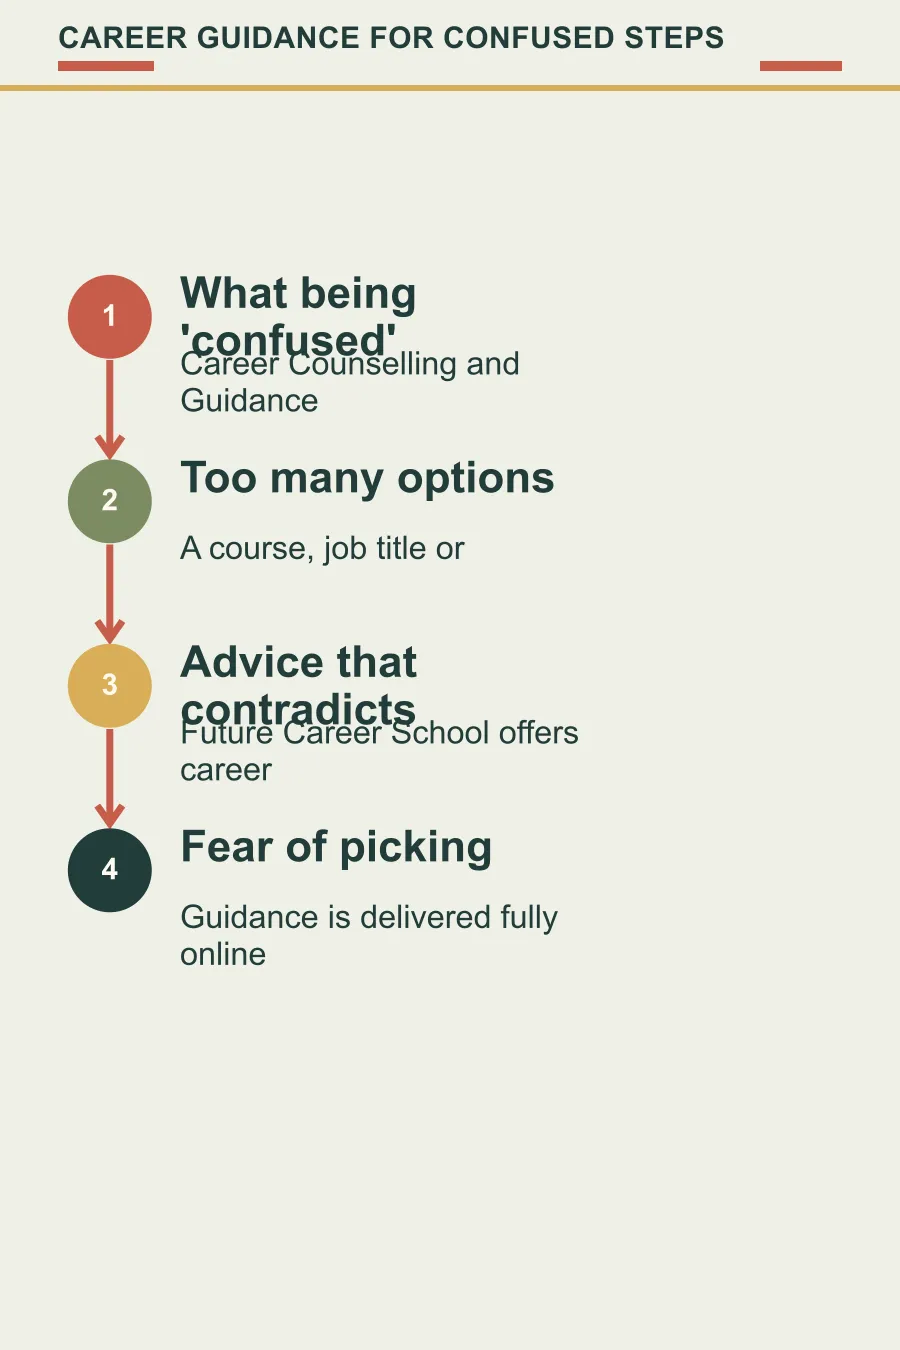 CAREER GUIDANCE FOR CONFUSED STEPS
1
What being
'confused'
Career Counselling and
Guidance
2
Too many options
A course, job title or
3
Advice that
contradicts
Future Career School offers
career
4
Fear of picking
Guidance is delivered fully
online